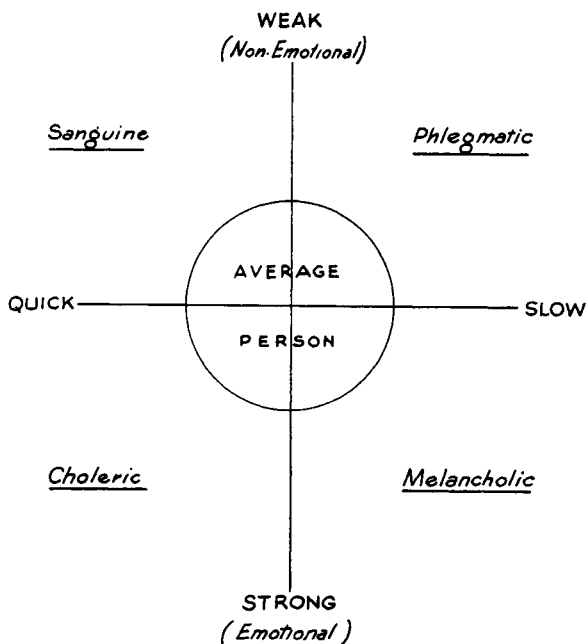 WEAK
(Non-Emotional)
Sanguine
Phlegmatic
AVERAGE
QUICK
SLOW
PERSON
Choleric
Melancholic
STRONG
(Emotional)